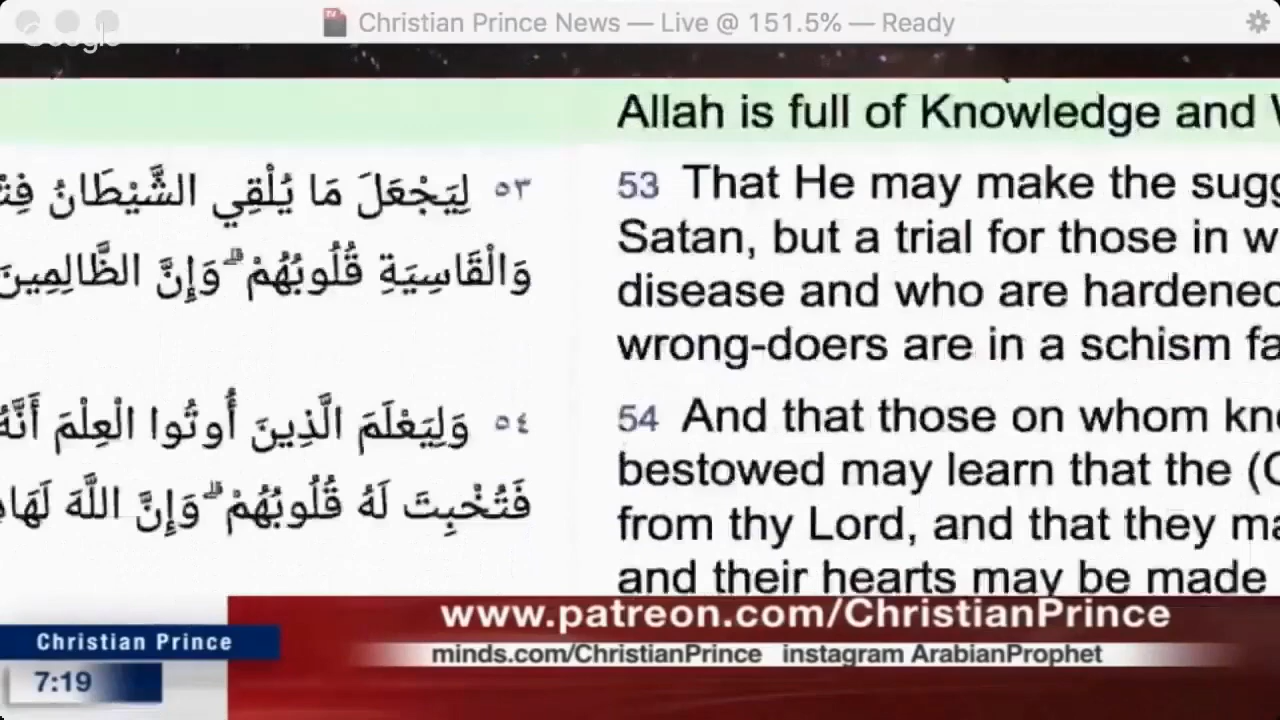 Christian Prince News — Live @ 151.5% — Ready
Google
Allah is full of Knowledge and
٥٣ لِيَجْعَلَ مَا يُلْقِي الشَّيْطَانُ
53 That He may make the sugg
Satan, but a trial for those in w
وَالْقَاسِيَةِ قُلُوبُهُمْ ۗ وَإِنَّ الظَّالِمِينَ
disease and who are hardened
wrong-doers are in a schism fa
٥٤ وَلِيَعْلَمَ الَّذِينَ أُوتُوا الْعِلْمَ أَنَّهُ
54 And that those on whom kno
bestowed may learn that the (Q
فَتُخْبِتَ لَهُ قُلُوبُهُمْ ۗ وَإِنَّ اللَّهَ
from thy Lord, and that they ma
and their hearts may be made
www.patreon.com/ChristianPrince
Christian Prince
minds.com/ChristianPrince instagram ArabianProphet
7:19